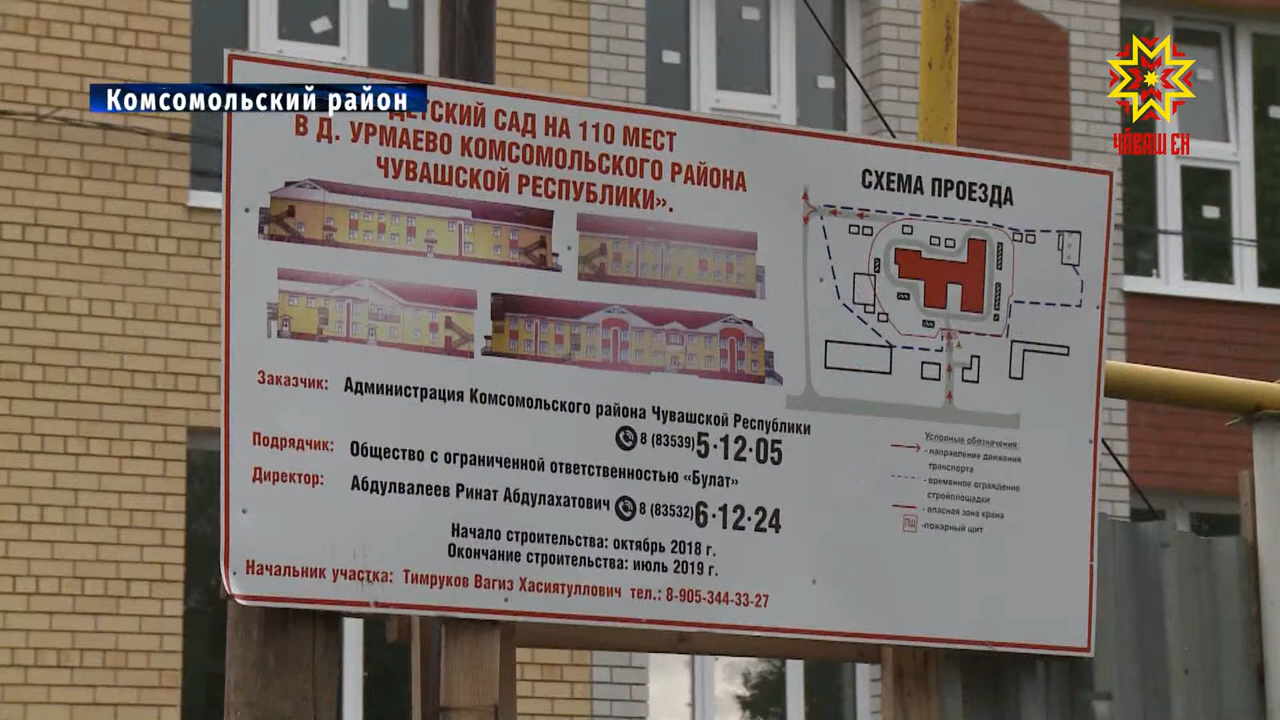 Комсомольский район
ЧӐВАШ ЕН
ДЕТСКИЙ САД НА 110 МЕСТ
В Д. УРМАЕВО КОМСОМОЛЬСКОГО РАЙОНА
ЧУВАШСКОЙ РЕСПУБЛИКИ».
СХЕМА ПРОЕЗДА
Заказчик: Администрация Комсомольского района Чувашской Республики
8 (83539) 5·12·05
Подрядчик: Общество с ограниченной ответственностью «Булат»
Директор: Абдулвалеев Ринат Абдулахатович 8 (83532) 6·12·24
Начало строительства: октябрь 2018 г.
Окончание строительства: июль 2019 г.
Начальник участка: Тимруков Вагиз Хасиятуллович тел.: 8-905-344-33-27
Условные обозначения:
- направление движения
транспорта
- временное ограждение
стройплощадки
- опасная зона крана
ПЩ -пожарный щит